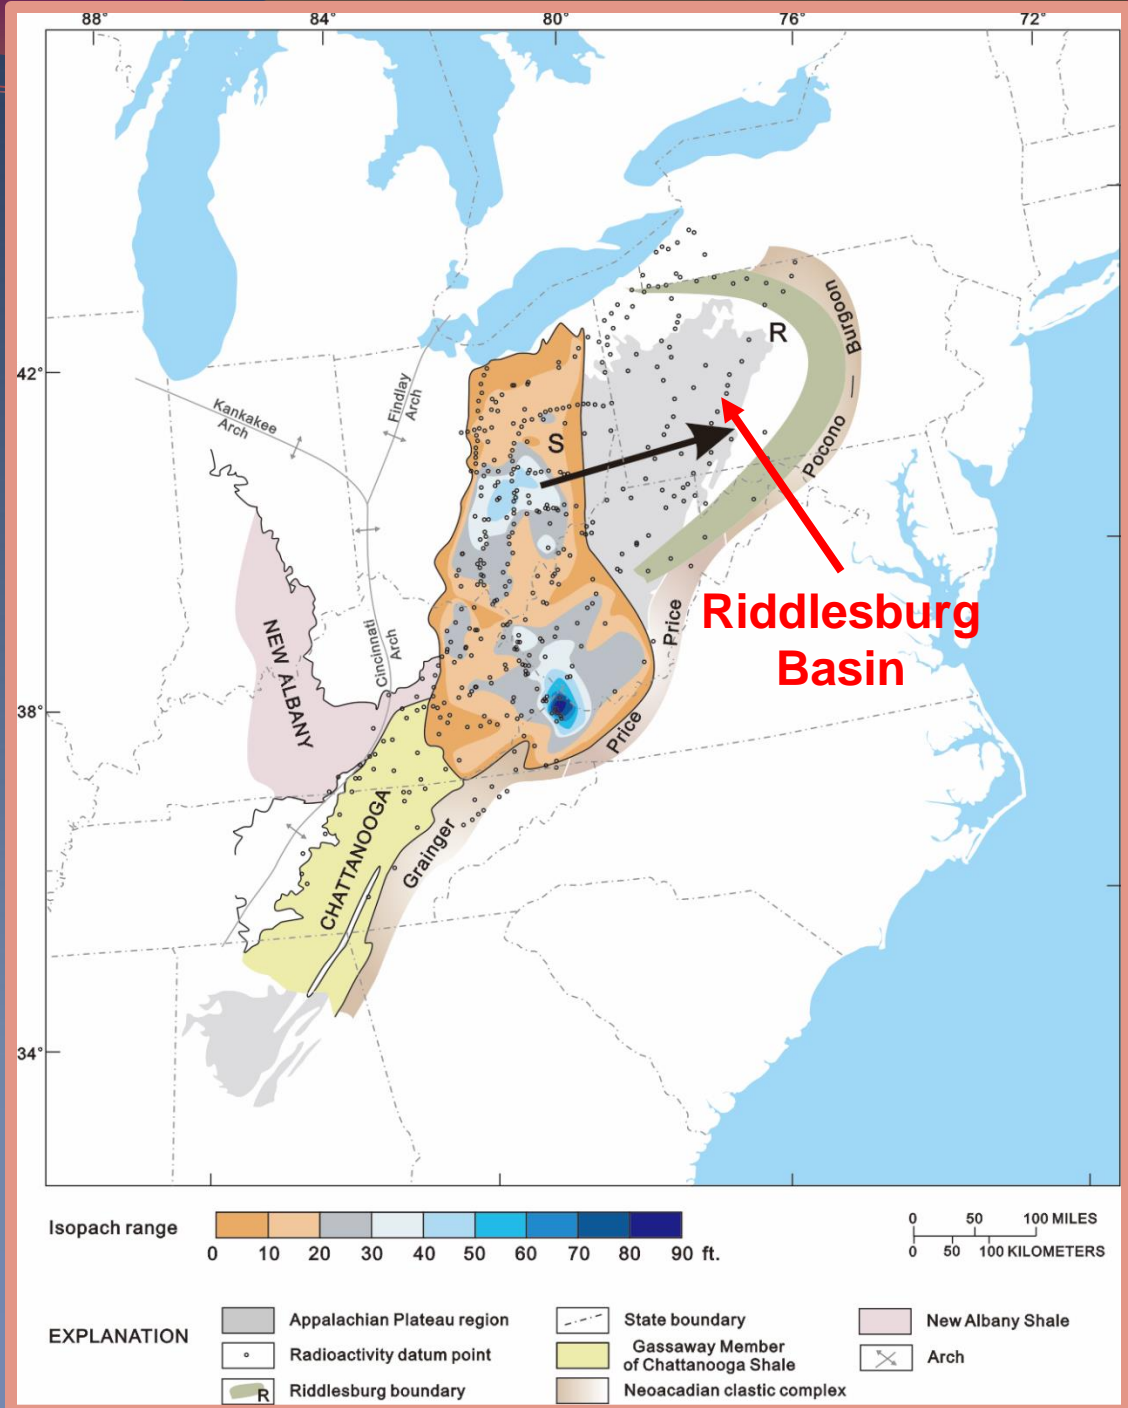 88°
84°
80°
76°
72°
42°
38°
34°
Kankakee
Arch
Findlay
Arch
Cincinnati
Arch
S
R
Burgoon —
Pocono
Price
Price
Grainger
NEW ALBANY
CHATTANOOGA
Riddlesburg
Basin
Isopach range
0 10 20 30 40 50 60 70 80 90 ft.
0 50 100 MILES
0 50 100 KILOMETERS
EXPLANATION
Appalachian Plateau region
Radioactivity datum point
R
Riddlesburg boundary
State boundary
Gassaway Member
of Chattanooga Shale
Neoacadian clastic complex
New Albany Shale
Arch